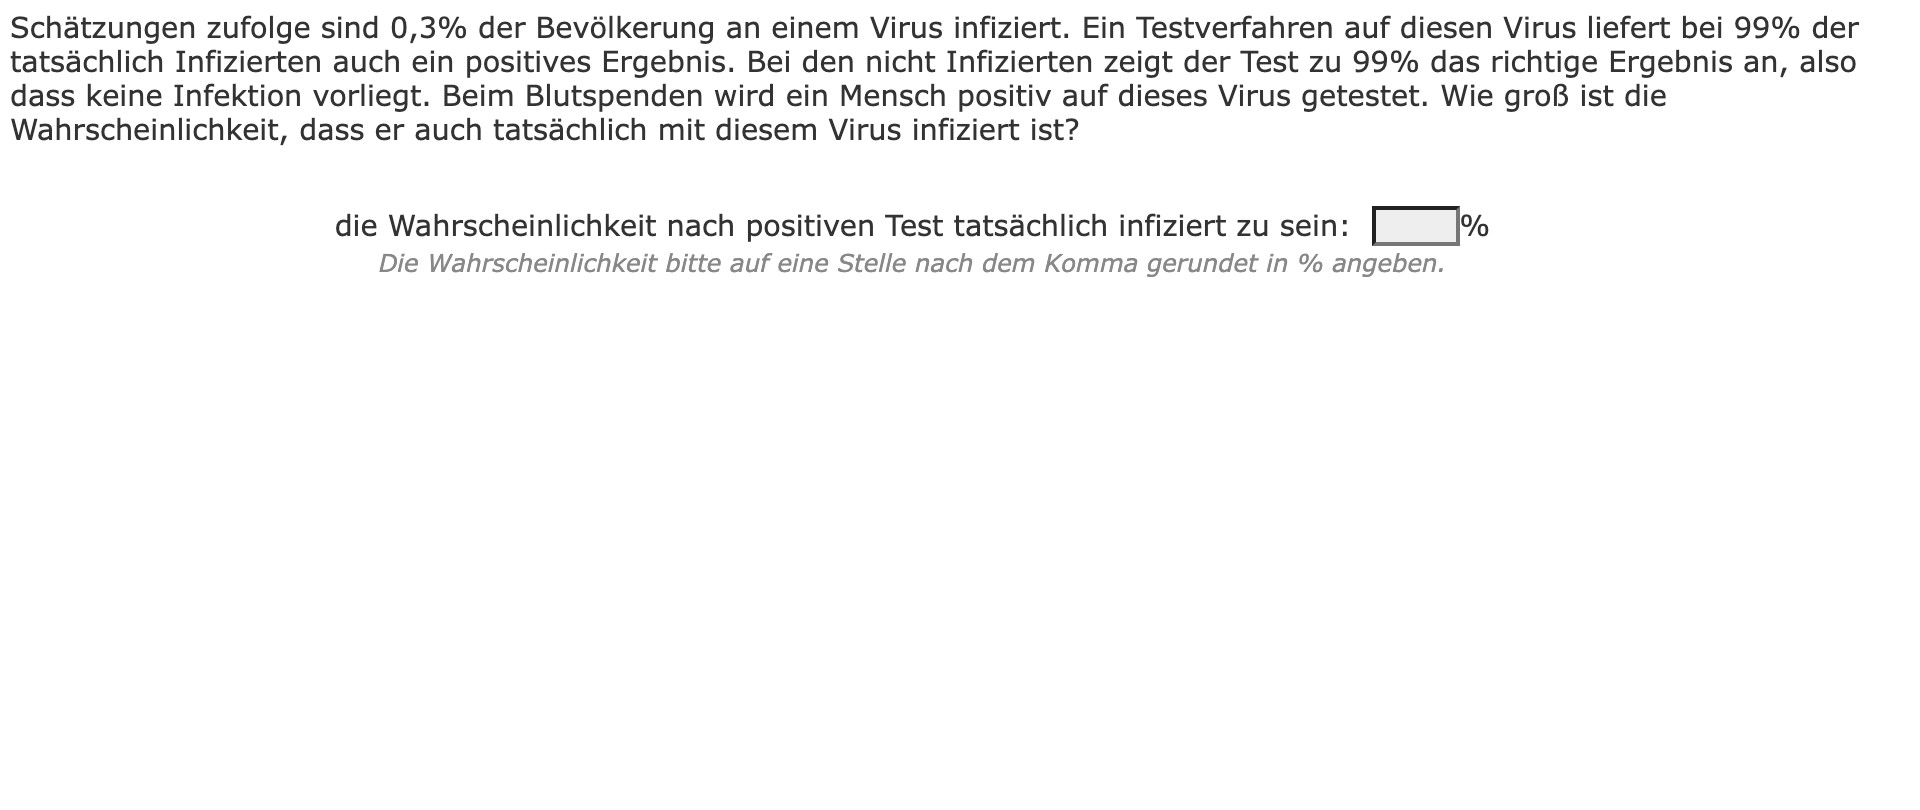 Schätzungen zufolge sind 0,3% der Bevölkerung an einem Virus infiziert. Ein Testverfahren auf diesen Virus liefert bei 99% der
tatsächlich Infizierten auch ein positives Ergebnis. Bei den nicht Infizierten zeigt der Test zu 99% das richtige Ergebnis an, also
dass keine Infektion vorliegt. Beim Blutspenden wird ein Mensch positiv auf dieses Virus getestet. Wie groß ist die
Wahrscheinlichkeit, dass er auch tatsächlich mit diesem Virus infiziert ist?
die Wahrscheinlichkeit nach positiven Test tatsächlich infiziert zu sein: %
Die Wahrscheinlichkeit bitte auf eine Stelle nach dem Komma gerundet in % angeben.